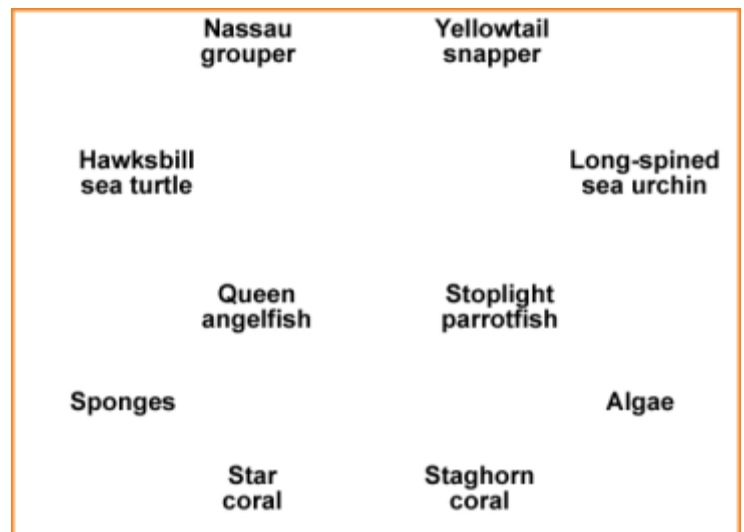 Nassau
grouper
Yellowtail
snapper
Hawksbill
sea turtle
Long-spined
sea urchin
Queen
angelfish
Stoplight
parrotfish
Sponges
Algae
Star
coral
Staghorn
coral